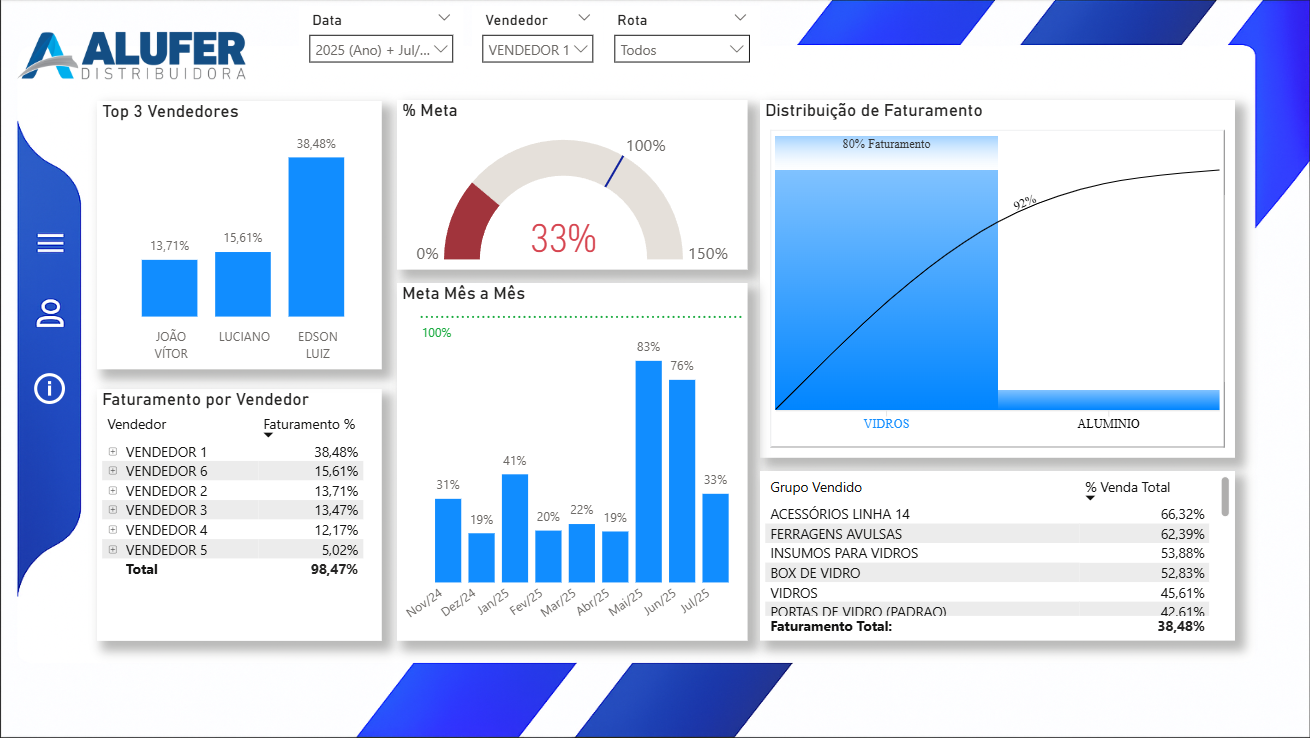 ALUFER
DISTRIBUIDORA
Data
2025 (Ano) + Jul/...
Vendedor
VENDEDOR 1
Rota
Todos
Top 3 Vendedores
38,48%
15,61%
13,71%
JOÃO
VÍTOR
LUCIANO
EDSON
LUIZ
Faturamento por Vendedor
Vendedor Faturamento %
VENDEDOR 1 38,48%
VENDEDOR 6 15,61%
VENDEDOR 2 13,71%
VENDEDOR 3 13,47%
VENDEDOR 4 12,17%
VENDEDOR 5 5,02%
Total 98,47%
% Meta
100%
33%
0%
150%
Meta Mês a Mês
100%
31%
19%
41%
20%
22%
19%
83%
76%
33%
Nov/24
Dez/24
Jan/25
Fev/25
Mar/25
Abr/25
Mai/25
Jun/25
Jul/25
Distribuição de Faturamento
80% Faturamento
92%
VIDROS
ALUMINIO
Grupo Vendido % Venda Total
ACESSÓRIOS LINHA 14 66,32%
FERRAGENS AVULSAS 62,39%
INSUMOS PARA VIDROS 53,88%
BOX DE VIDRO 52,83%
VIDROS 45,61%
PORTAS DE VIDRO (PADRAO) 42,61%
Faturamento Total: 38,48%